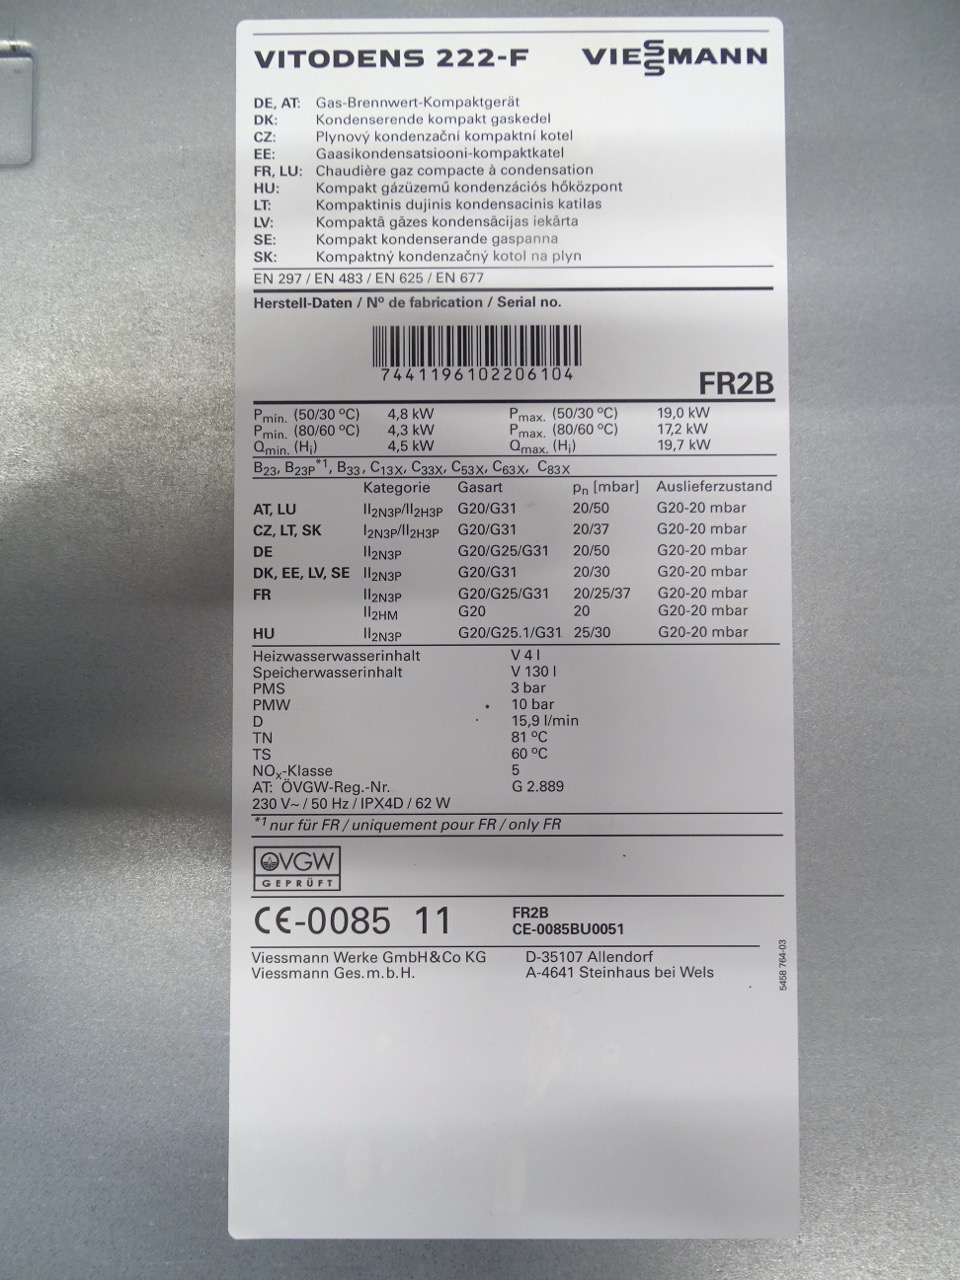 VITODENS 222-F VIESSMANN
DE, AT: Gas-Brennwert-Kompaktgerät
DK: Kondenserende kompakt gaskedel
CZ: Plynový kondenzační kompaktní kotel
EE: Gaasikondensatsiooni-kompaktkatel
FR, LU: Chaudière gaz compacte à condensation
HU: Kompakt gázüzemű kondenzációs hőközpont
LT: Kompaktinis dujinis kondensacinis katilas
LV: Kompaktā gāzes kondensācijas iekārta
SE: Kompakt kondenserande gaspanna
SK: Kompaktný kondenzačný kotol na plyn
EN 297 / EN 483 / EN 625 / EN 677
Herstell-Daten / Nº de fabrication / Serial no.
7441196102206104
FR2B
Pmin. (50/30 ºC) 4,8 kW Pmax. (50/30 ºC) 19,0 kW
Pmin. (80/60 ºC) 4,3 kW Pmax. (80/60 ºC) 17,2 kW
Qmin. (Hi) 4,5 kW Qmax. (Hi) 19,7 kW
B23, B23P*1, B33, C13X, C33X, C53X, C63X, C83X
Kategorie Gasart pn [mbar] Auslieferzustand
AT, LU II2N3P/II2H3P G20/G31 20/50 G20-20 mbar
CZ, LT, SK I2N3P/II2H3P G20/G31 20/37 G20-20 mbar
DE II2N3P G20/G25/G31 20/50 G20-20 mbar
DK, EE, LV, SE II2N3P G20/G31 20/30 G20-20 mbar
FR II2N3P G20/G25/G31 20/25/37 G20-20 mbar
II2HM G20 20 G20-20 mbar
HU II2N3P G20/G25.1/G31 25/30 G20-20 mbar
Heizwasserwasserinhalt V 4 l
Speicherwasserinhalt V 130 l
PMS 3 bar
PMW 10 bar
D 15,9 l/min
TN 81 ºC
TS 60 ºC
NOx-Klasse 5
AT: ÖVGW-Reg.-Nr. G 2.889
230 V~ / 50 Hz / IPX4D / 62 W
*1 nur für FR / uniquement pour FR / only FR
ÖVGW
GEPRÜFT
CE-0085 11 FR2B
CE-0085BU0051
Viessmann Werke GmbH&Co KG D-35107 Allendorf
Viessmann Ges.m.b.H. A-4641 Steinhaus bei Wels
5458 764-03